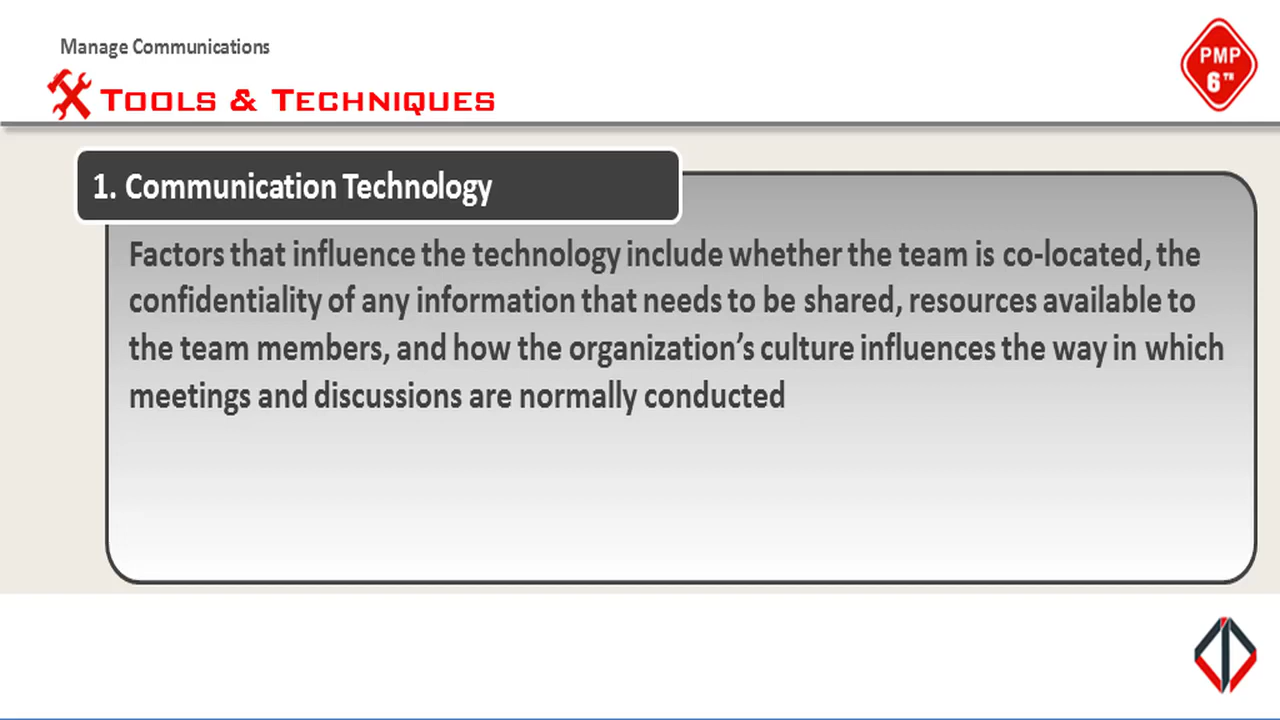 Manage Communications
PMP
6TH
TOOLS & TECHNIQUES
1. Communication Technology
Factors that influence the technology include whether the team is co-located, the
confidentiality of any information that needs to be shared, resources available to
the team members, and how the organization’s culture influences the way in which
meetings and discussions are normally conducted